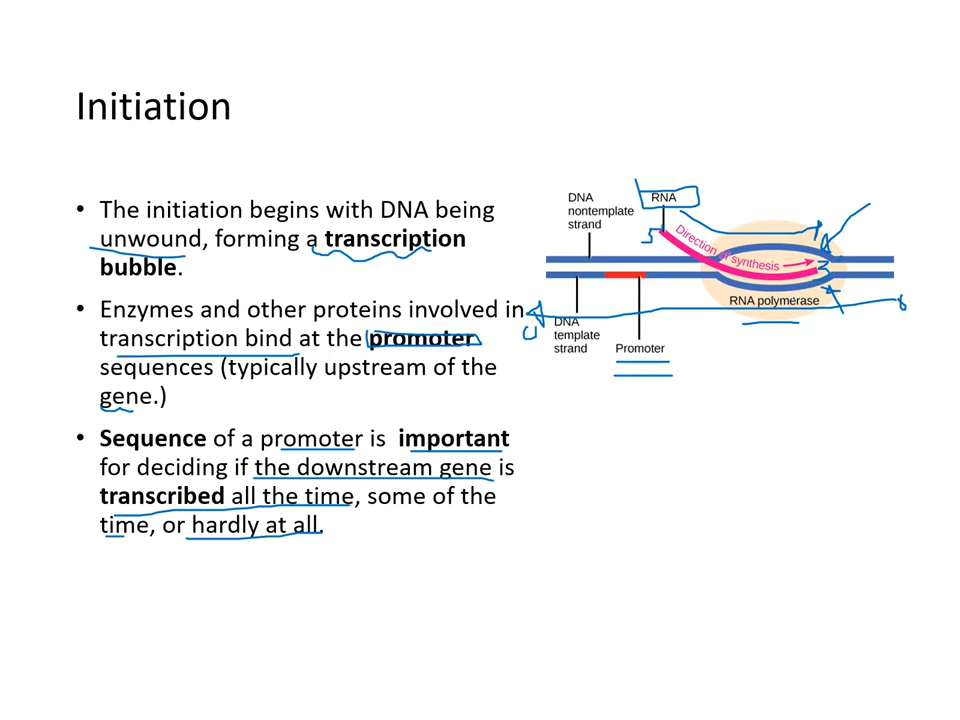 Initiation
• The initiation begins with DNA being
unwound, forming a transcription
bubble.
• Enzymes and other proteins involved in
transcription bind at the promoter
sequences (typically upstream of the
gene.)
• Sequence of a promoter is important
for deciding if the downstream gene is
transcribed all the time, some of the
time, or hardly at all.
DNA
nontemplate
strand
RNA
Direction of synthesis
RNA polymerase
DNA
template
strand
Promoter